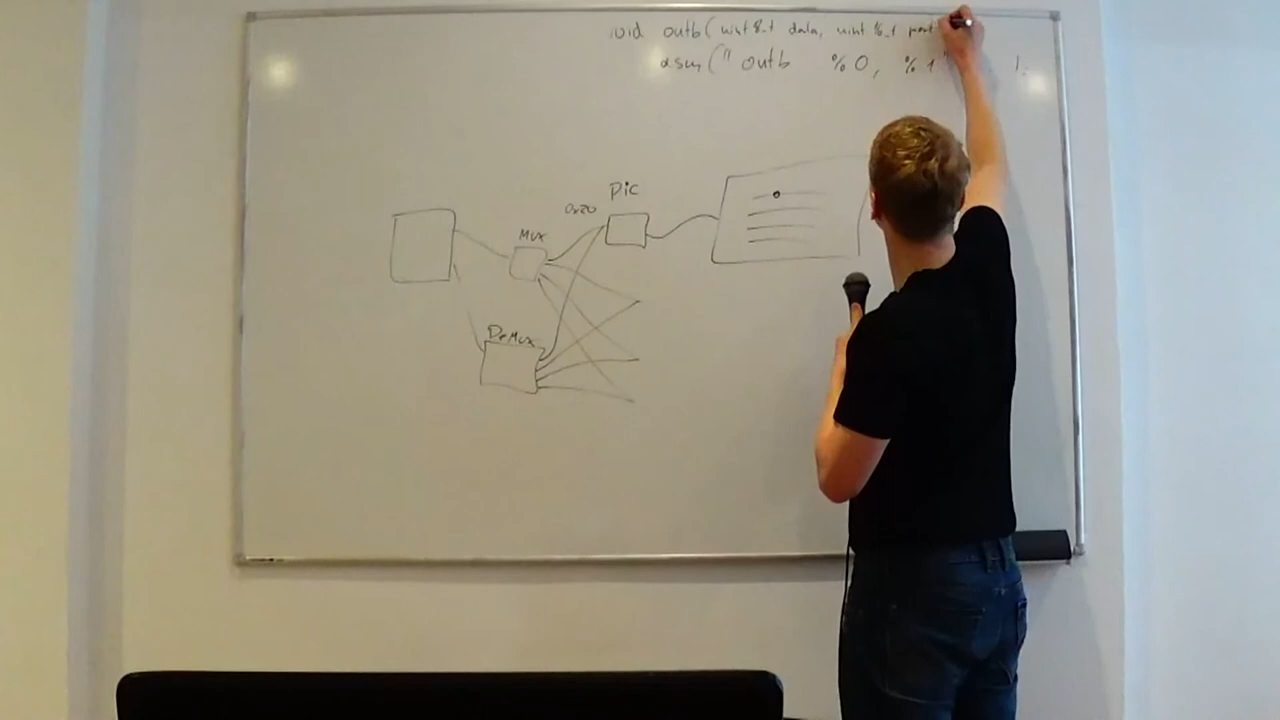 void outb( uint8_t data, uint16_t port
asm(" outb %0, %1" );
Pic
0x20
Mux
DeMux